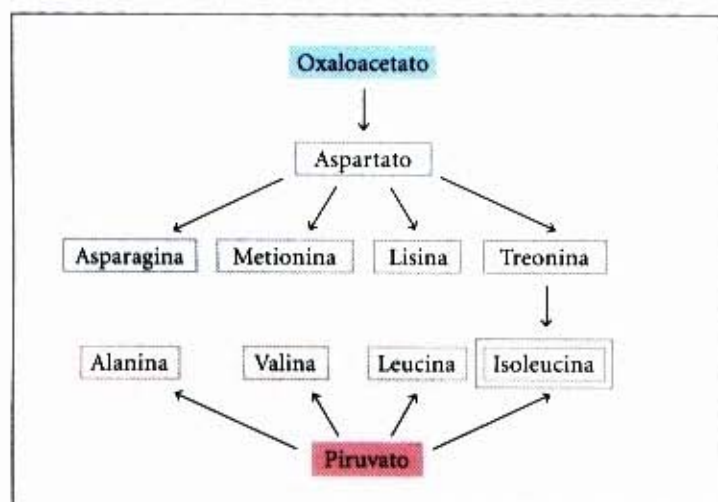 Oxaloacetato
Aspartato
Asparagina Metionina Lisina Treonina
Alanina Valina Leucina Isoleucina
Piruvato